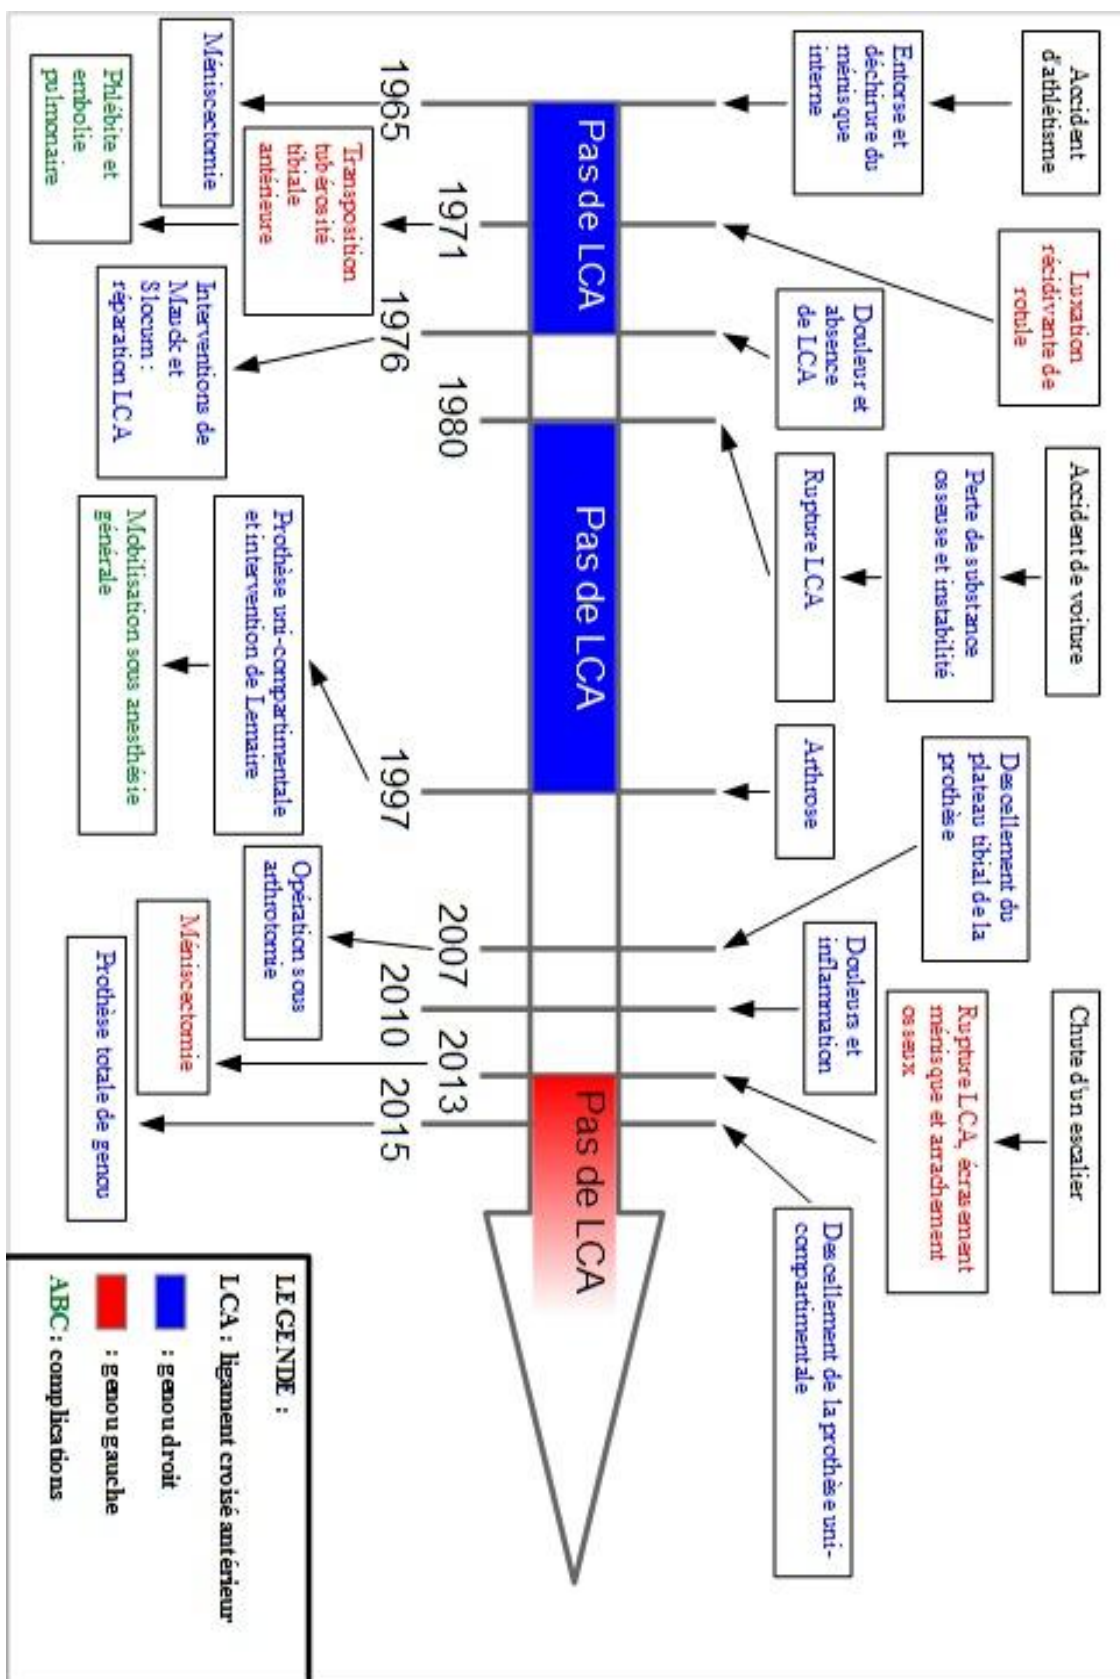 Accident
d'athlétisme
Luxation
récidivante de
rotule
Accident de voiture
Chute d'un escalier
Entorse et
déchirure du
ménisque
interne
Douleur et
absence
de LCA
Perte de substance
osseuse et instabilité
Rupture LCA
Arthrose
Descellement du
plateau tibial de la
prothèse
Douleurs et
inflammation
Rupture LCA, écrasement
ménisque et arrachement
osseux
Descellement de la prothèse uni-
compartimentale
Pas de LCA
Pas de LCA
Pas de LCA
1965
1971
1976
1980
1997
2007
2010
2013
2015
Méniscectomie
Transposition
tubérosité
tibiale
antérieure
Phlébite et
embolie
pulmonaire
Interventions de
Mauck et
Slocum :
réparation LCA
Prothèse uni-compartimentale
et intervention de Lemaire
Mobilisation sous anesthésie
générale
Opération sous
arthrotomie
Méniscectomie
Prothèse totale de genou
LEGENDE :
LCA : ligament croisé antérieur
: genou droit
: genou gauche
ABC : complications